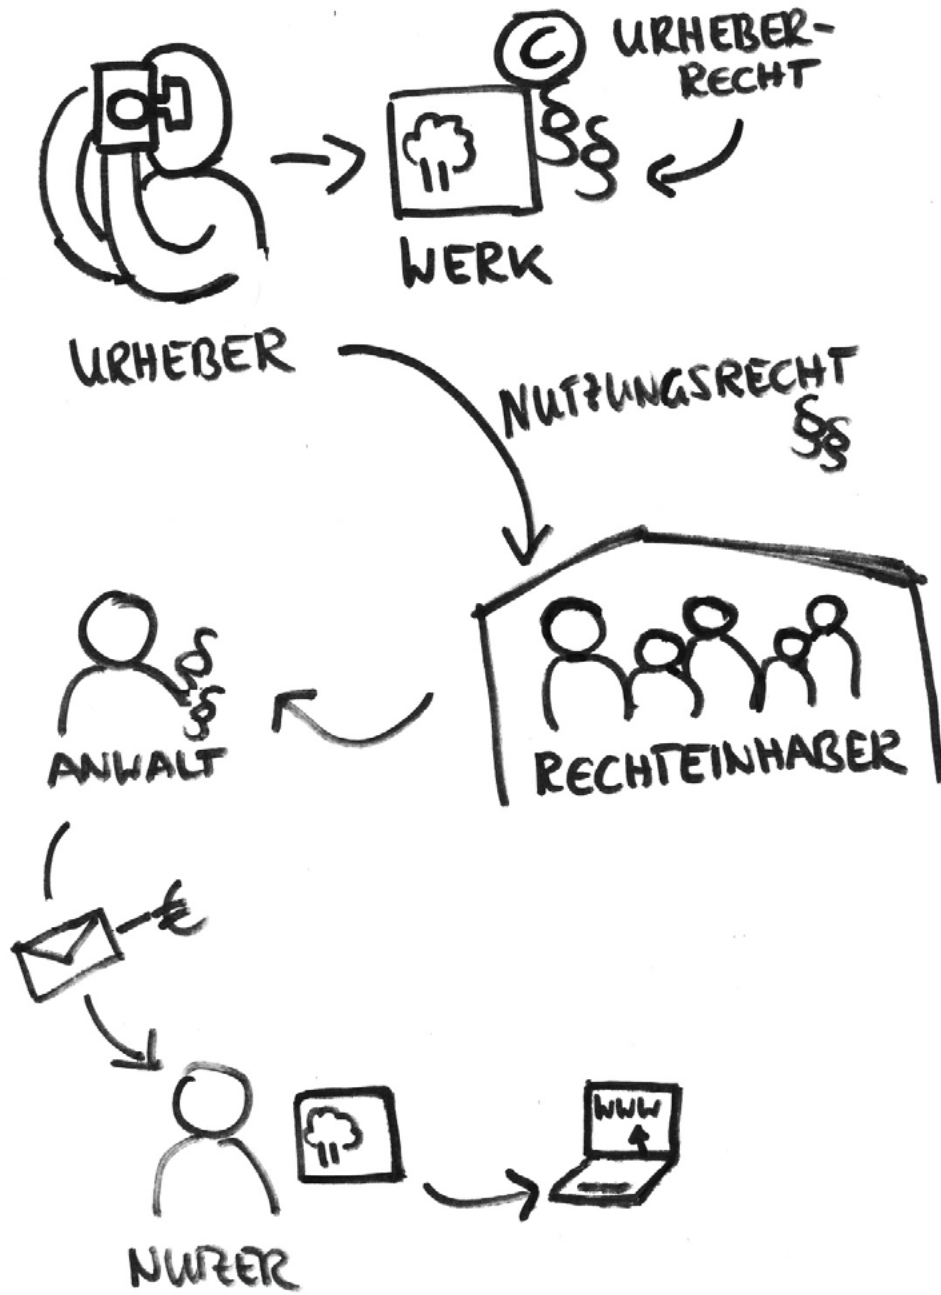 ©
URHEBER-
RECHT
§§
WERK
URHEBER
NUTZUNGSRECHT
§§
§
§
ANWALT
RECHTEINHABER
€
WWW
NUTZER